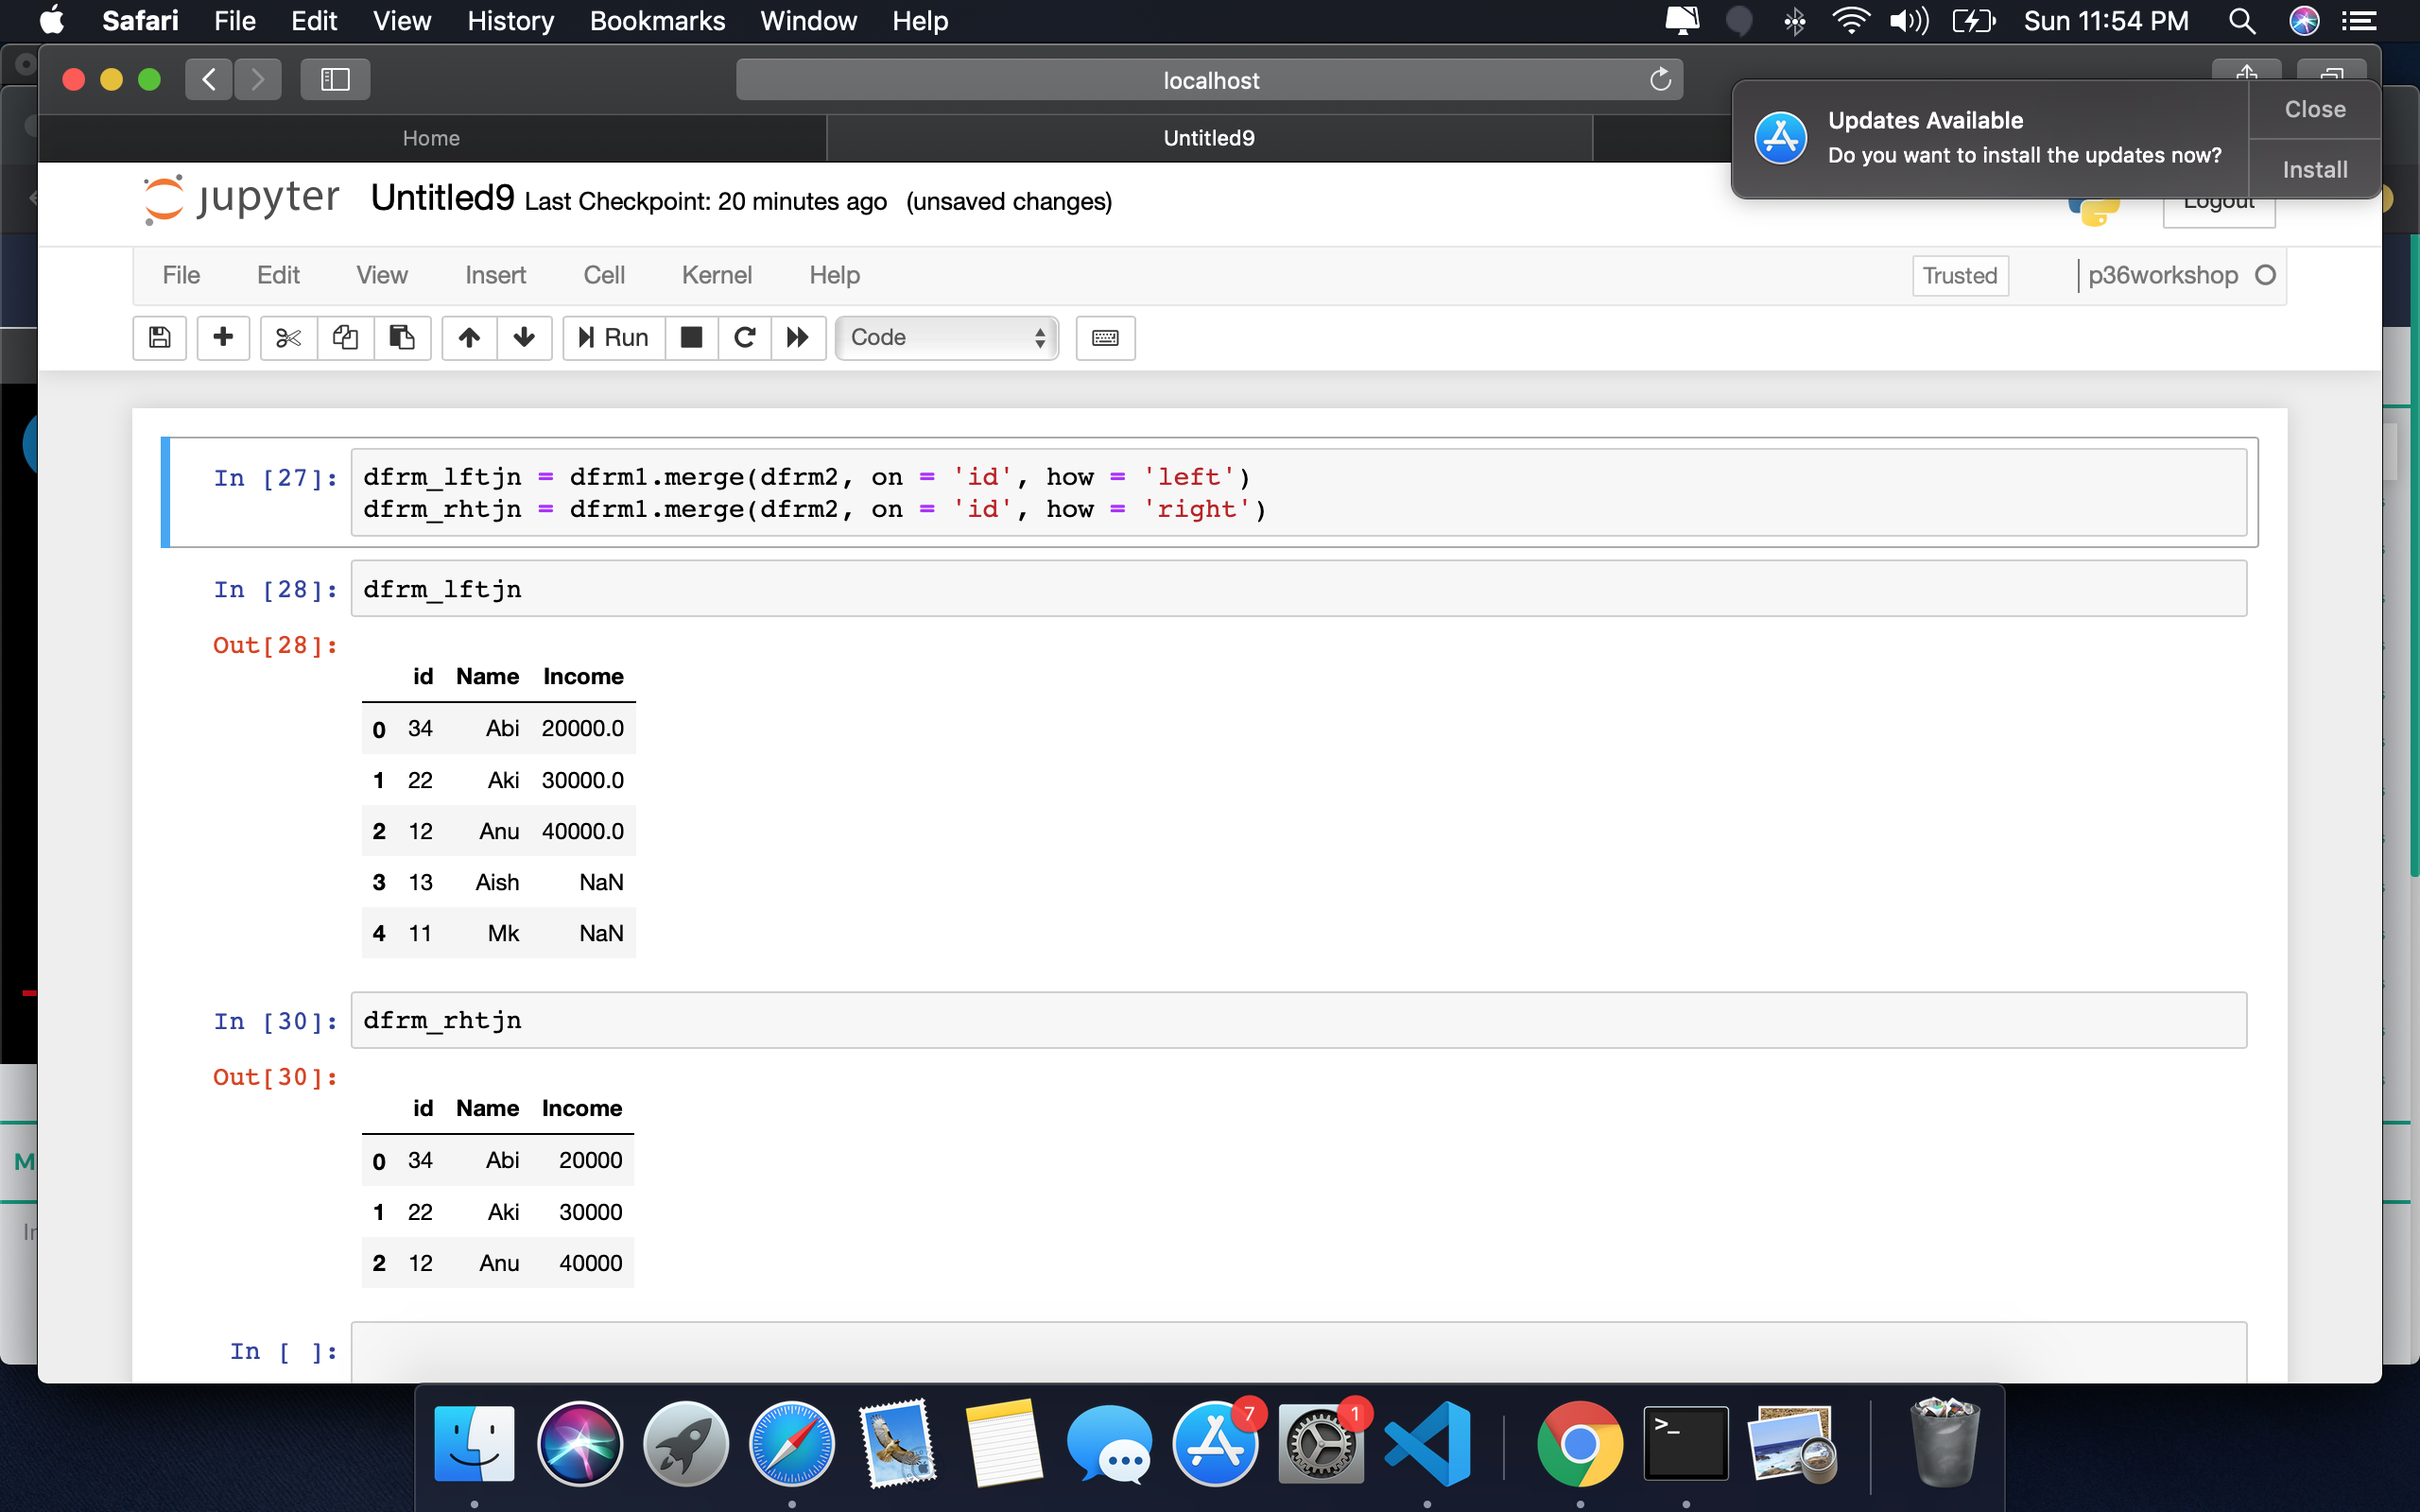 Safari File Edit View History Bookmarks Window Help Sun 11:54 PM
localhost
Home Untitled9
Updates Available
Do you want to install the updates now?
Close
Install
jupyter Untitled9 Last Checkpoint: 20 minutes ago (unsaved changes)
Logout
File Edit View Insert Cell Kernel Help Trusted p36workshop
Run Code
In [27]: dfrm_lftjn = dfrm1.merge(dfrm2, on = 'id', how = 'left')
dfrm_rhtjn = dfrm1.merge(dfrm2, on = 'id', how = 'right')
In [28]: dfrm_lftjn
Out[28]:
id Name Income
0 34 Abi 20000.0
1 22 Aki 30000.0
2 12 Anu 40000.0
3 13 Aish NaN
4 11 Mk NaN
In [30]: dfrm_rhtjn
Out[30]:
id Name Income
0 34 Abi 20000
1 22 Aki 30000
2 12 Anu 40000
In [ ]:
7
1
>_